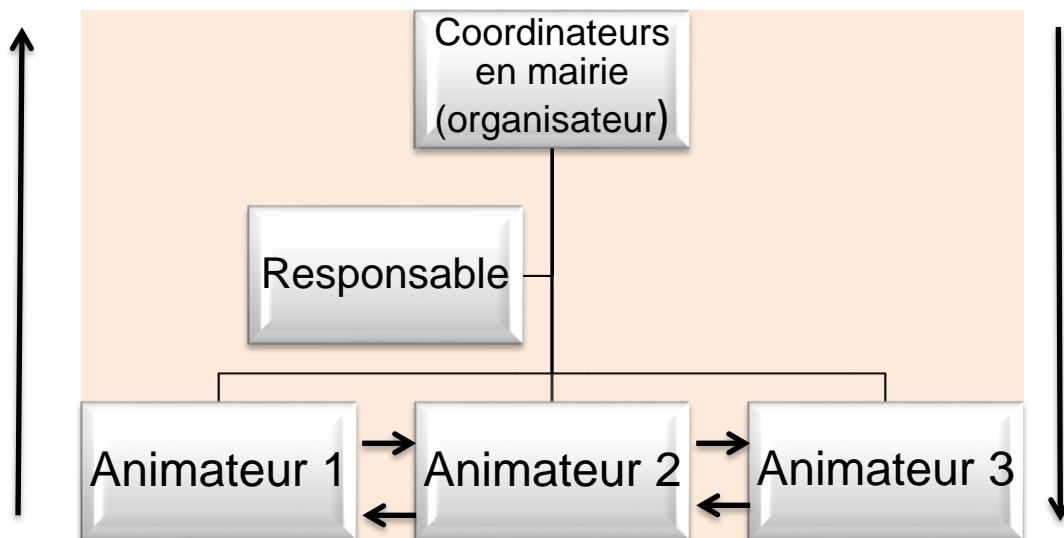 Coordinateurs
en mairie
(organisateur)
Responsable
Animateur 1
Animateur 2
Animateur 3